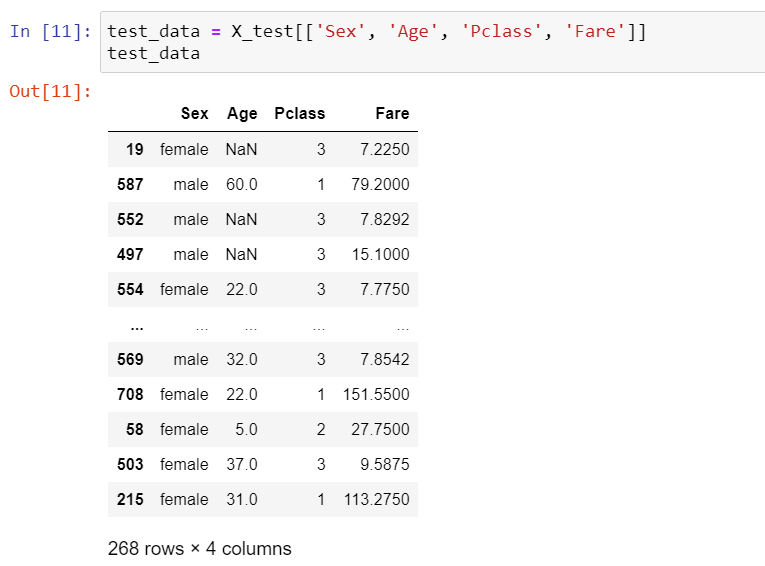 In [11]: test_data = X_test[['Sex', 'Age', 'Pclass', 'Fare']]
test_data
Out[11]:
Sex Age Pclass Fare
19 female NaN 3 7.2250
587 male 60.0 1 79.2000
552 male NaN 3 7.8292
497 male NaN 3 15.1000
554 female 22.0 3 7.7750
... ... ... ... ...
569 male 32.0 3 7.8542
708 female 22.0 1 151.5500
58 female 5.0 2 27.7500
503 female 37.0 3 9.5875
215 female 31.0 1 113.2750
268 rows × 4 columns